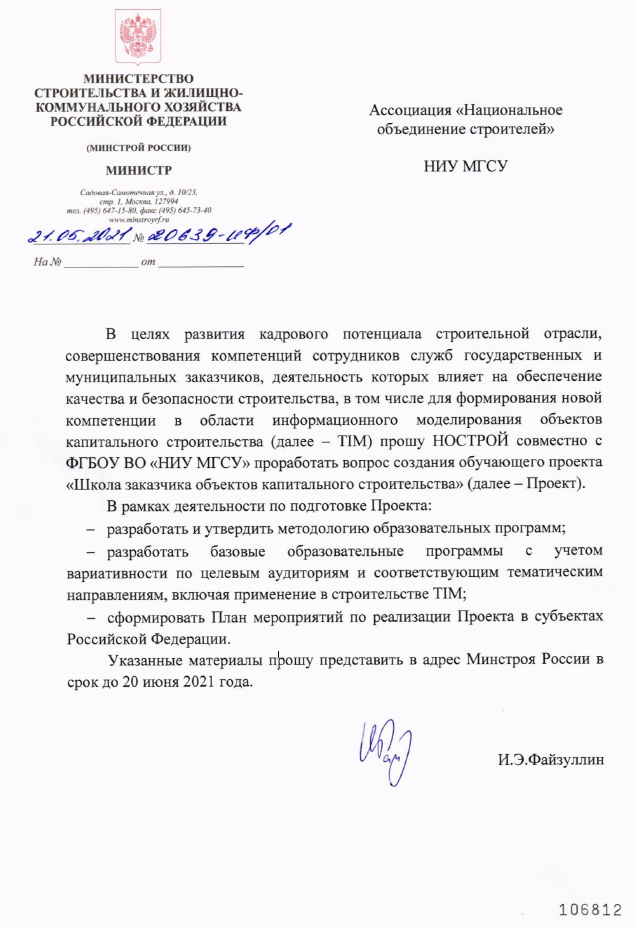 МИНИСТЕРСТВО
СТРОИТЕЛЬСТВА И ЖИЛИЩНО-
КОММУНАЛЬНОГО ХОЗЯЙСТВА
РОССИЙСКОЙ ФЕДЕРАЦИИ
(МИНСТРОЙ РОССИИ)
МИНИСТР
Садовая-Самотечная ул., д. 10/23,
стр. 1, Москва, 127994
тел. (495) 647-15-80, факс (495) 645-73-40
www.minstroyrf.ru
21.05.2021 № 20639-ИФ/01
На № от
Ассоциация «Национальное
объединение строителей»
НИУ МГСУ
В целях развития кадрового потенциала строительной отрасли,
совершенствования компетенций сотрудников служб государственных и
муниципальных заказчиков, деятельность которых влияет на обеспечение
качества и безопасности строительства, в том числе для формирования новой
компетенции в области информационного моделирования объектов
капитального строительства (далее – TIM) прошу НОСТРОЙ совместно с
ФГБОУ ВО «НИУ МГСУ» проработать вопрос создания обучающего проекта
«Школа заказчика объектов капитального строительства» (далее – Проект).
В рамках деятельности по подготовке Проекта:
– разработать и утвердить методологию образовательных программ;
– разработать базовые образовательные программы с учетом
вариативности по целевым аудиториям и соответствующим тематическим
направлениям, включая применение в строительстве TIM;
– сформировать План мероприятий по реализации Проекта в субъектах
Российской Федерации.
Указанные материалы прошу представить в адрес Минстроя России в
срок до 20 июня 2021 года.
И.Э.Файзуллин
106812